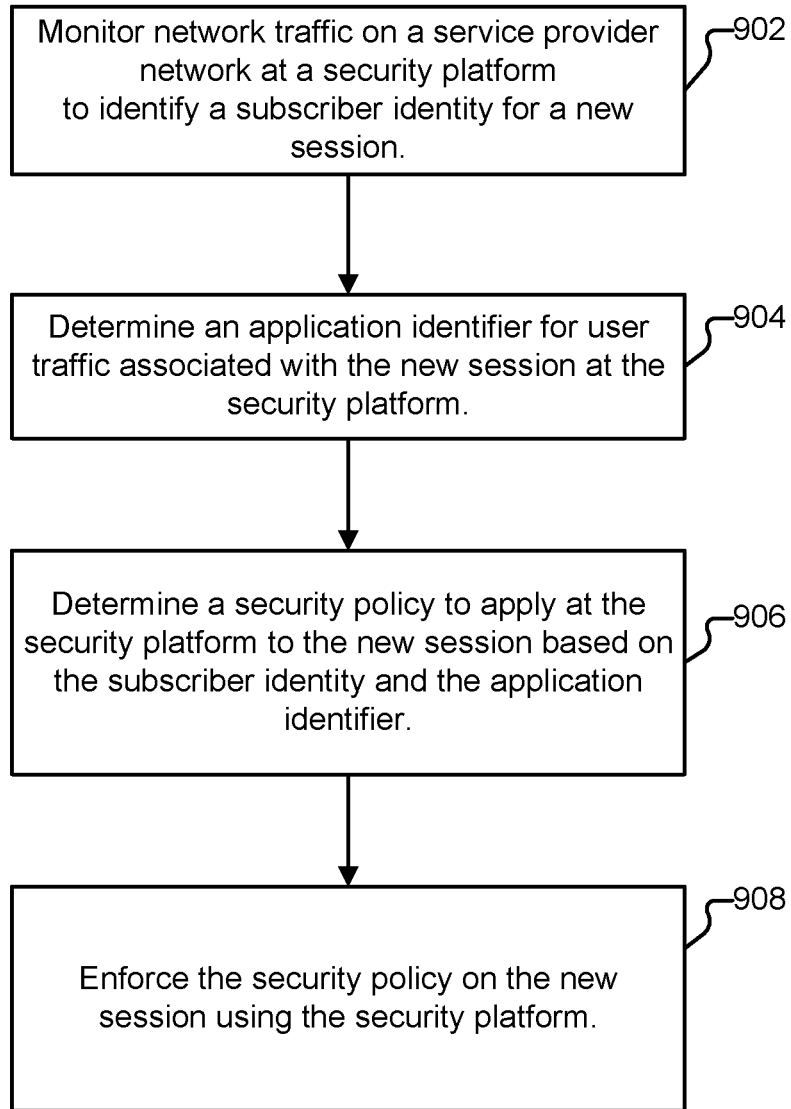 Monitor network traffic on a service provider
network at a security platform
to identify a subscriber identity for a new
session.
902
Determine an application identifier for user
traffic associated with the new session at the
security platform.
904
Determine a security policy to apply at the
security platform to the new session based on
the subscriber identity and the application
identifier.
906
Enforce the security policy on the new
session using the security platform.
908